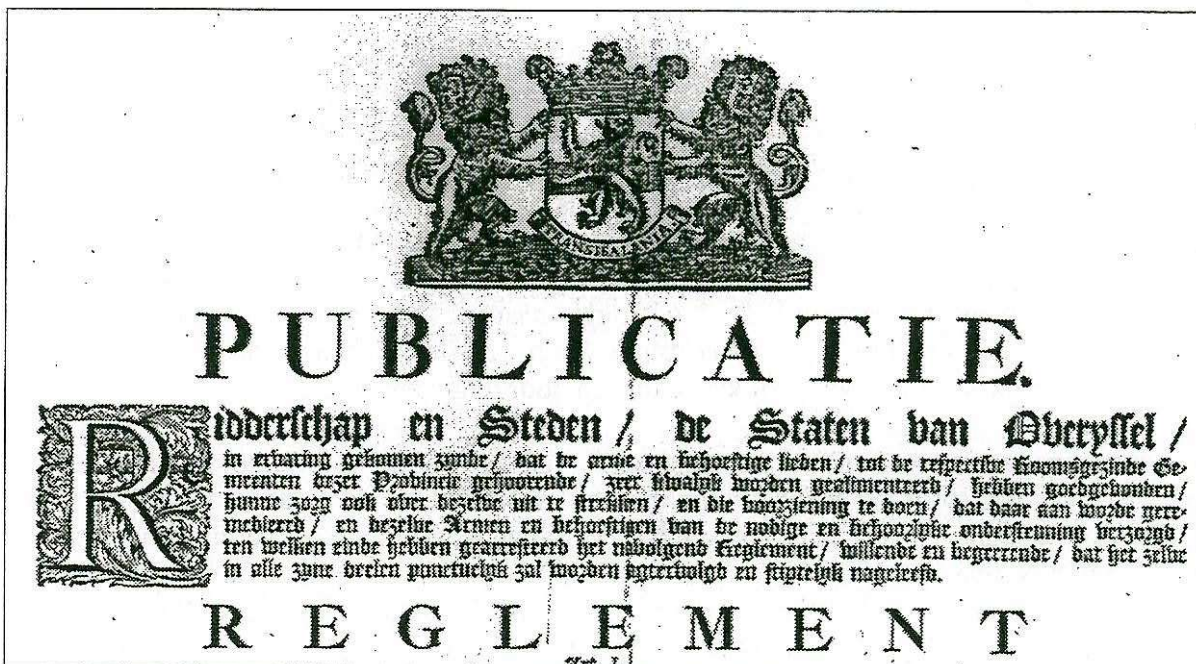 TRANSISALANIA
PUBLICATIE.
Ridderschap en Steden / de Staten van Overyssel /
in ervaring gekomen zynde / dat de arme en behoeftige lieden / tot de respective Roomsgezinde Ge-
meenten dezer Provincie gehoorende / zeer kwalyk worden gealimenteerd / hebben goedgevonden /
hunne zorg ook over dezelve uit te strekken / en die voorziening te doen / dat daar aan worde gere-
medieerd / en dezelve Armen en behoeftigen van de nodige en behoorlyke ondersteuning verzorgd /
ten welken einde hebben gearresteerd het navolgend Reglement / willende en begeerende / dat het zelve
in alle zyne deelen punctuelyk zal worden agtervolgd en stiptelyk nageleefd.
REGLEMENT